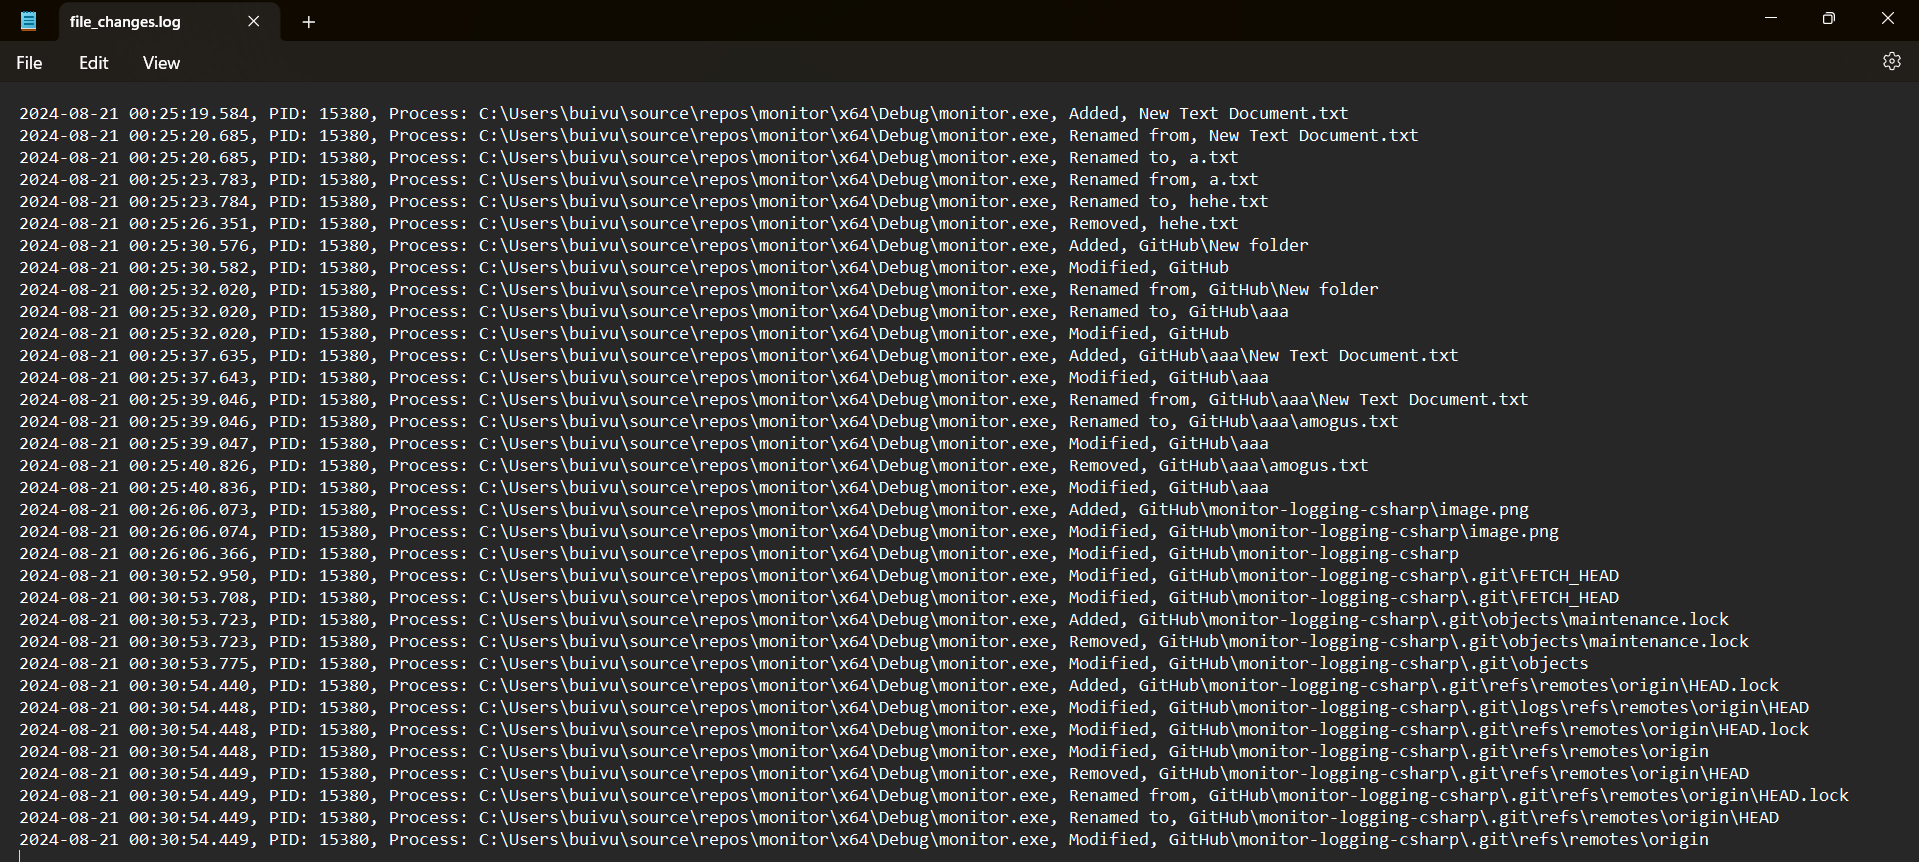 file_changes.log
File Edit View
2024-08-21 00:25:19.584, PID: 15380, Process: C:\Users\buivu\source\repos\monitor\x64\Debug\monitor.exe, Added, New Text Document.txt
2024-08-21 00:25:20.685, PID: 15380, Process: C:\Users\buivu\source\repos\monitor\x64\Debug\monitor.exe, Renamed from, New Text Document.txt
2024-08-21 00:25:20.685, PID: 15380, Process: C:\Users\buivu\source\repos\monitor\x64\Debug\monitor.exe, Renamed to, a.txt
2024-08-21 00:25:23.783, PID: 15380, Process: C:\Users\buivu\source\repos\monitor\x64\Debug\monitor.exe, Renamed from, a.txt
2024-08-21 00:25:23.784, PID: 15380, Process: C:\Users\buivu\source\repos\monitor\x64\Debug\monitor.exe, Renamed to, hehe.txt
2024-08-21 00:25:26.351, PID: 15380, Process: C:\Users\buivu\source\repos\monitor\x64\Debug\monitor.exe, Removed, hehe.txt
2024-08-21 00:25:30.576, PID: 15380, Process: C:\Users\buivu\source\repos\monitor\x64\Debug\monitor.exe, Added, GitHub\New folder
2024-08-21 00:25:30.582, PID: 15380, Process: C:\Users\buivu\source\repos\monitor\x64\Debug\monitor.exe, Modified, GitHub
2024-08-21 00:25:32.020, PID: 15380, Process: C:\Users\buivu\source\repos\monitor\x64\Debug\monitor.exe, Renamed from, GitHub\New folder
2024-08-21 00:25:32.020, PID: 15380, Process: C:\Users\buivu\source\repos\monitor\x64\Debug\monitor.exe, Renamed to, GitHub\aaa
2024-08-21 00:25:32.020, PID: 15380, Process: C:\Users\buivu\source\repos\monitor\x64\Debug\monitor.exe, Modified, GitHub
2024-08-21 00:25:37.635, PID: 15380, Process: C:\Users\buivu\source\repos\monitor\x64\Debug\monitor.exe, Added, GitHub\aaa\New Text Document.txt
2024-08-21 00:25:37.643, PID: 15380, Process: C:\Users\buivu\source\repos\monitor\x64\Debug\monitor.exe, Modified, GitHub\aaa
2024-08-21 00:25:39.046, PID: 15380, Process: C:\Users\buivu\source\repos\monitor\x64\Debug\monitor.exe, Renamed from, GitHub\aaa\New Text Document.txt
2024-08-21 00:25:39.046, PID: 15380, Process: C:\Users\buivu\source\repos\monitor\x64\Debug\monitor.exe, Renamed to, GitHub\aaa\amogus.txt
2024-08-21 00:25:39.047, PID: 15380, Process: C:\Users\buivu\source\repos\monitor\x64\Debug\monitor.exe, Modified, GitHub\aaa
2024-08-21 00:25:40.826, PID: 15380, Process: C:\Users\buivu\source\repos\monitor\x64\Debug\monitor.exe, Removed, GitHub\aaa\amogus.txt
2024-08-21 00:25:40.836, PID: 15380, Process: C:\Users\buivu\source\repos\monitor\x64\Debug\monitor.exe, Modified, GitHub\aaa
2024-08-21 00:26:06.073, PID: 15380, Process: C:\Users\buivu\source\repos\monitor\x64\Debug\monitor.exe, Added, GitHub\monitor-logging-csharp\image.png
2024-08-21 00:26:06.074, PID: 15380, Process: C:\Users\buivu\source\repos\monitor\x64\Debug\monitor.exe, Modified, GitHub\monitor-logging-csharp\image.png
2024-08-21 00:26:06.366, PID: 15380, Process: C:\Users\buivu\source\repos\monitor\x64\Debug\monitor.exe, Modified, GitHub\monitor-logging-csharp
2024-08-21 00:30:52.950, PID: 15380, Process: C:\Users\buivu\source\repos\monitor\x64\Debug\monitor.exe, Modified, GitHub\monitor-logging-csharp\.git\FETCH_HEAD
2024-08-21 00:30:53.708, PID: 15380, Process: C:\Users\buivu\source\repos\monitor\x64\Debug\monitor.exe, Modified, GitHub\monitor-logging-csharp\.git\FETCH_HEAD
2024-08-21 00:30:53.723, PID: 15380, Process: C:\Users\buivu\source\repos\monitor\x64\Debug\monitor.exe, Added, GitHub\monitor-logging-csharp\.git\objects\maintenance.lock
2024-08-21 00:30:53.723, PID: 15380, Process: C:\Users\buivu\source\repos\monitor\x64\Debug\monitor.exe, Removed, GitHub\monitor-logging-csharp\.git\objects\maintenance.lock
2024-08-21 00:30:53.775, PID: 15380, Process: C:\Users\buivu\source\repos\monitor\x64\Debug\monitor.exe, Modified, GitHub\monitor-logging-csharp\.git\objects
2024-08-21 00:30:54.440, PID: 15380, Process: C:\Users\buivu\source\repos\monitor\x64\Debug\monitor.exe, Added, GitHub\monitor-logging-csharp\.git\refs\remotes\origin\HEAD.lock
2024-08-21 00:30:54.448, PID: 15380, Process: C:\Users\buivu\source\repos\monitor\x64\Debug\monitor.exe, Modified, GitHub\monitor-logging-csharp\.git\logs\refs\remotes\origin\HEAD
2024-08-21 00:30:54.448, PID: 15380, Process: C:\Users\buivu\source\repos\monitor\x64\Debug\monitor.exe, Modified, GitHub\monitor-logging-csharp\.git\refs\remotes\origin\HEAD.lock
2024-08-21 00:30:54.448, PID: 15380, Process: C:\Users\buivu\source\repos\monitor\x64\Debug\monitor.exe, Modified, GitHub\monitor-logging-csharp\.git\refs\remotes\origin
2024-08-21 00:30:54.449, PID: 15380, Process: C:\Users\buivu\source\repos\monitor\x64\Debug\monitor.exe, Removed, GitHub\monitor-logging-csharp\.git\refs\remotes\origin\HEAD
2024-08-21 00:30:54.449, PID: 15380, Process: C:\Users\buivu\source\repos\monitor\x64\Debug\monitor.exe, Renamed from, GitHub\monitor-logging-csharp\.git\refs\remotes\origin\HEAD.lock
2024-08-21 00:30:54.449, PID: 15380, Process: C:\Users\buivu\source\repos\monitor\x64\Debug\monitor.exe, Renamed to, GitHub\monitor-logging-csharp\.git\refs\remotes\origin\HEAD
2024-08-21 00:30:54.449, PID: 15380, Process: C:\Users\buivu\source\repos\monitor\x64\Debug\monitor.exe, Modified, GitHub\monitor-logging-csharp\.git\refs\remotes\origin